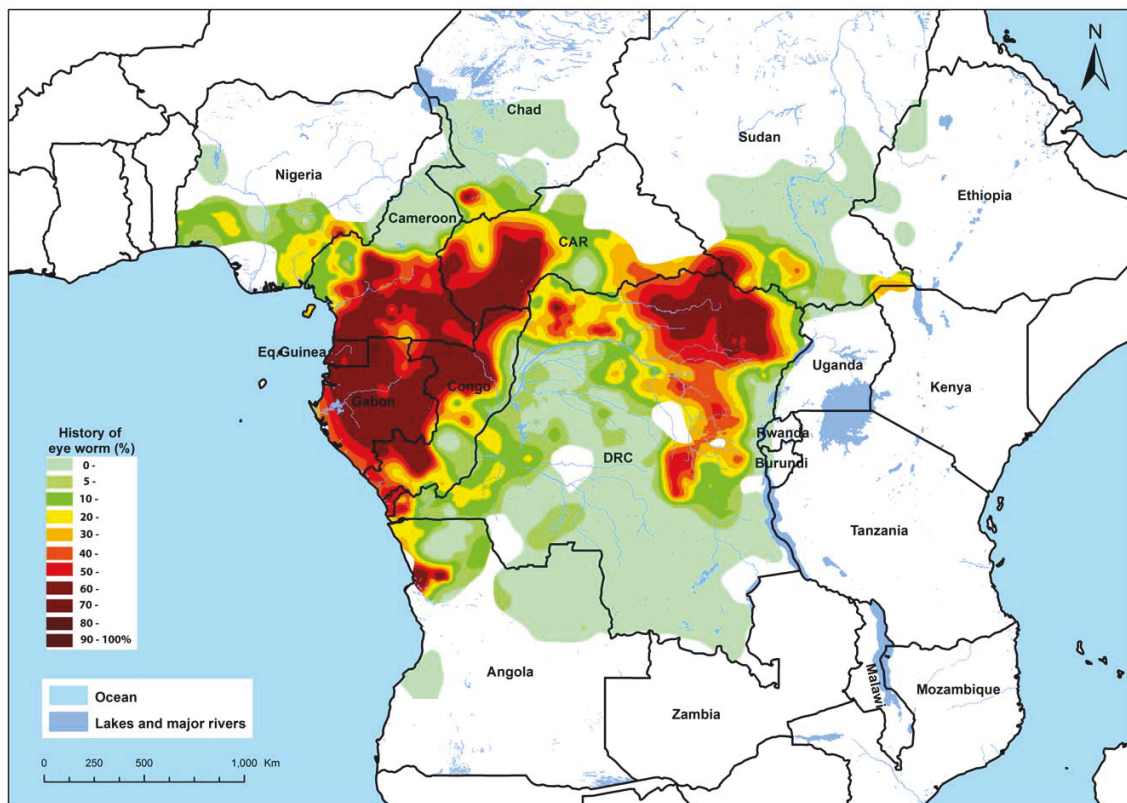 N
Chad
Sudan
Nigeria
Ethiopia
Cameroon
CAR
Eq.Guinea
Congo
Uganda
Kenya
Gabon
Rwanda
DRC
Burundi
Tanzania
Angola
Malawi
Mozambique
Zambia
History of
eye worm (%)
0 -
5 -
10 -
20 -
30 -
40 -
50 -
60 -
70 -
80 -
90 - 100%
Ocean
Lakes and major rivers
0 250 500 1,000 Km